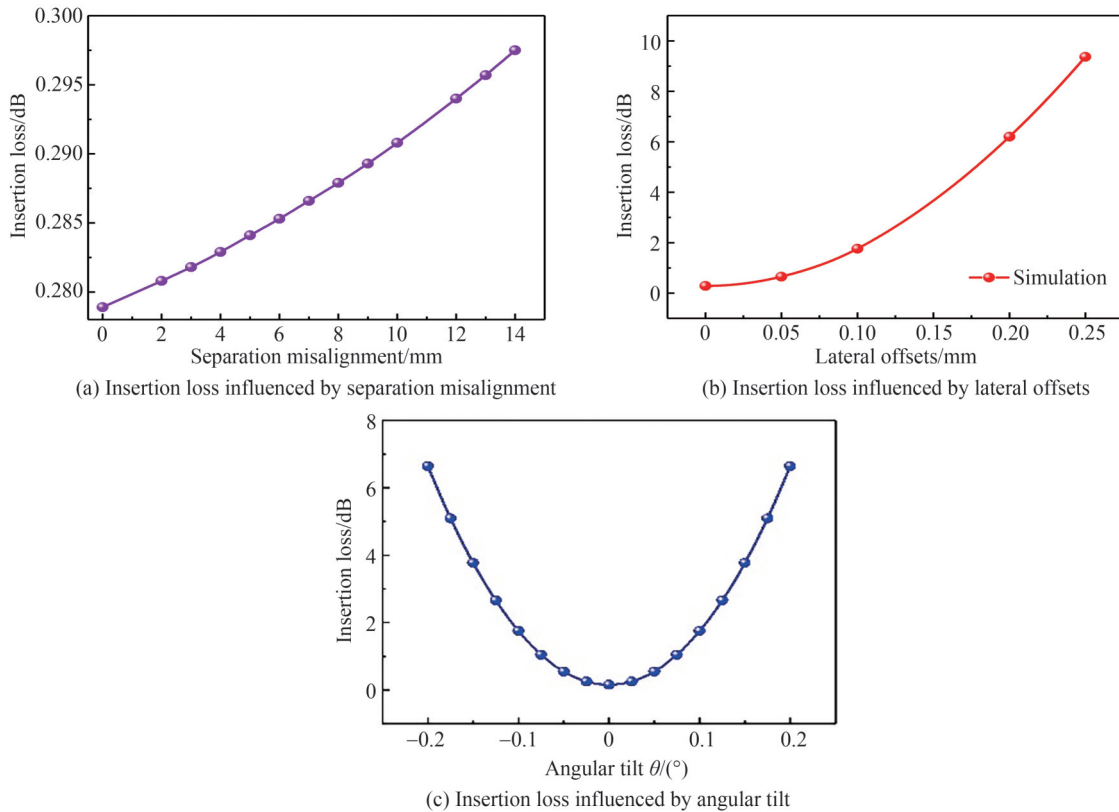 0.300
0.295
0.290
0.285
0.280
Insertion loss/dB
0 2 4 6 8 10 12 14
Separation misalignment/mm
(a) Insertion loss influenced by separation misalignment
10
8
6
4
2
0
Insertion loss/dB
Simulation
0 0.05 0.10 0.15 0.20 0.25
Lateral offsets/mm
(b) Insertion loss influenced by lateral offsets
8
6
4
2
0
Insertion loss/dB
−0.2 −0.1 0 0.1 0.2
Angular tilt θ/(°)
(c) Insertion loss influenced by angular tilt